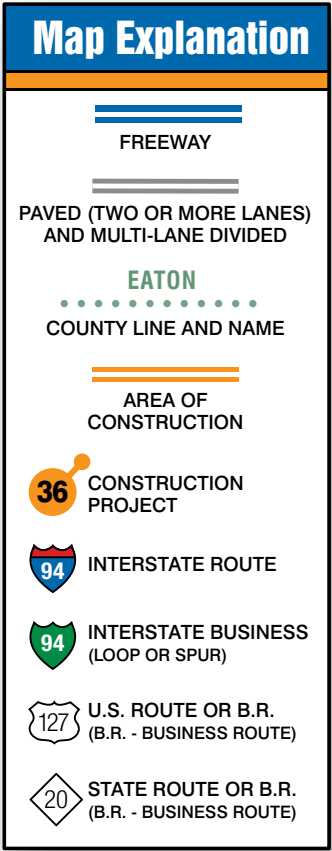 Map Explanation
FREEWAY
PAVED (TWO OR MORE LANES)
AND MULTI-LANE DIVIDED
EATON
COUNTY LINE AND NAME
AREA OF
CONSTRUCTION
36
CONSTRUCTION
PROJECT
94
INTERSTATE ROUTE
94
INTERSTATE BUSINESS
(LOOP OR SPUR)
127
U.S. ROUTE OR B.R.
(B.R. - BUSINESS ROUTE)
20
STATE ROUTE OR B.R.
(B.R. - BUSINESS ROUTE)